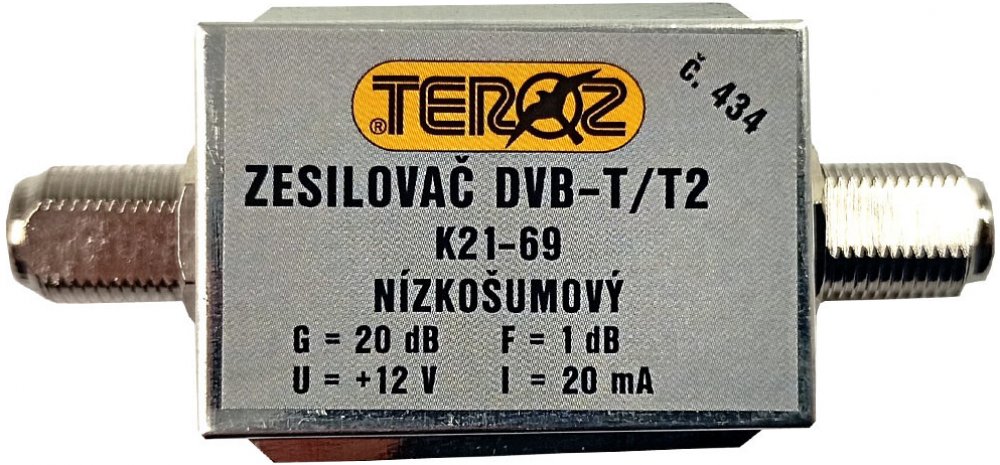 ® TEROZ
č. 434
ZESILOVAČ DVB-T/T2
K21-69
NÍZKOŠUMOVÝ
G = 20 dB F = 1 dB
U = +12 V I = 20 mA